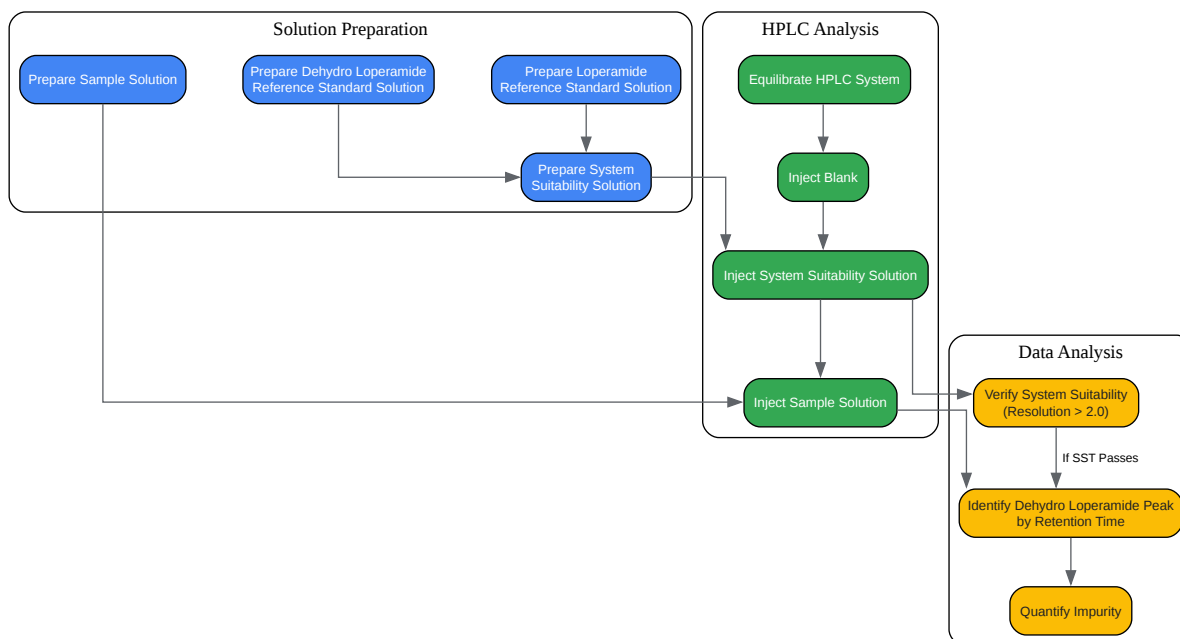 Solution Preparation
Prepare Sample Solution
Prepare Dehydro Loperamide
Reference Standard Solution
Prepare Loperamide
Reference Standard Solution
Prepare System
Suitability Solution
HPLC Analysis
Equilibrate HPLC System
Inject Blank
Inject System Suitability Solution
Inject Sample Solution
Data Analysis
Verify System Suitability
(Resolution > 2.0)
If SST Passes
Identify Dehydro Loperamide Peak
by Retention Time
Quantify Impurity